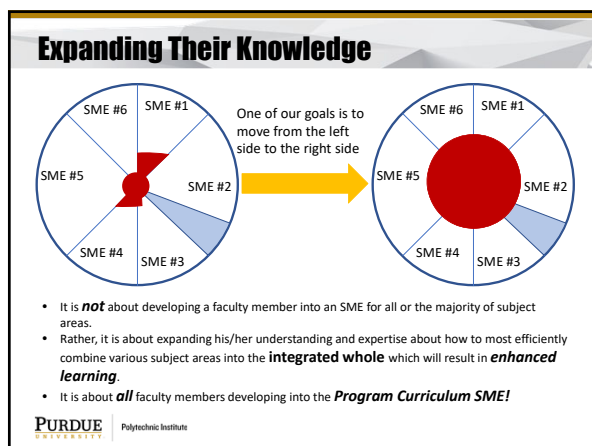 Expanding Their Knowledge
SME #6
SME #1
SME #5
SME #2
SME #4
SME #3
One of our goals is to
move from the left
side to the right side
SME #6
SME #1
SME #5
SME #2
SME #4
SME #3
• It is not about developing a faculty member into an SME for all or the majority of subject
areas.
• Rather, it is about expanding his/her understanding and expertise about how to most efficiently
combine various subject areas into the integrated whole which will result in enhanced
learning.
• It is about all faculty members developing into the Program Curriculum SME!
PURDUE
UNIVERSITY
Polytechnic Institute